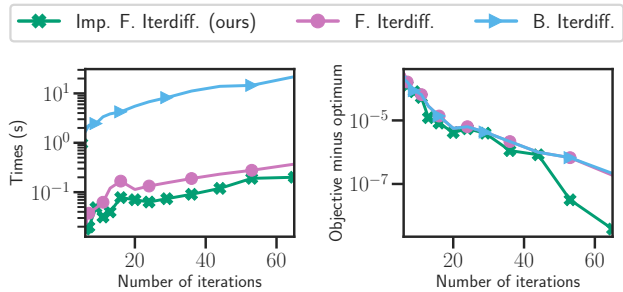 Imp. F. Iterdiff. (ours) F. Iterdiff. B. Iterdiff.
Times (s)
10^1
10^0
10^{-1}
20 40 60
Number of iterations
Objective minus optimum
10^{-5}
10^{-7}
20 40 60
Number of iterations